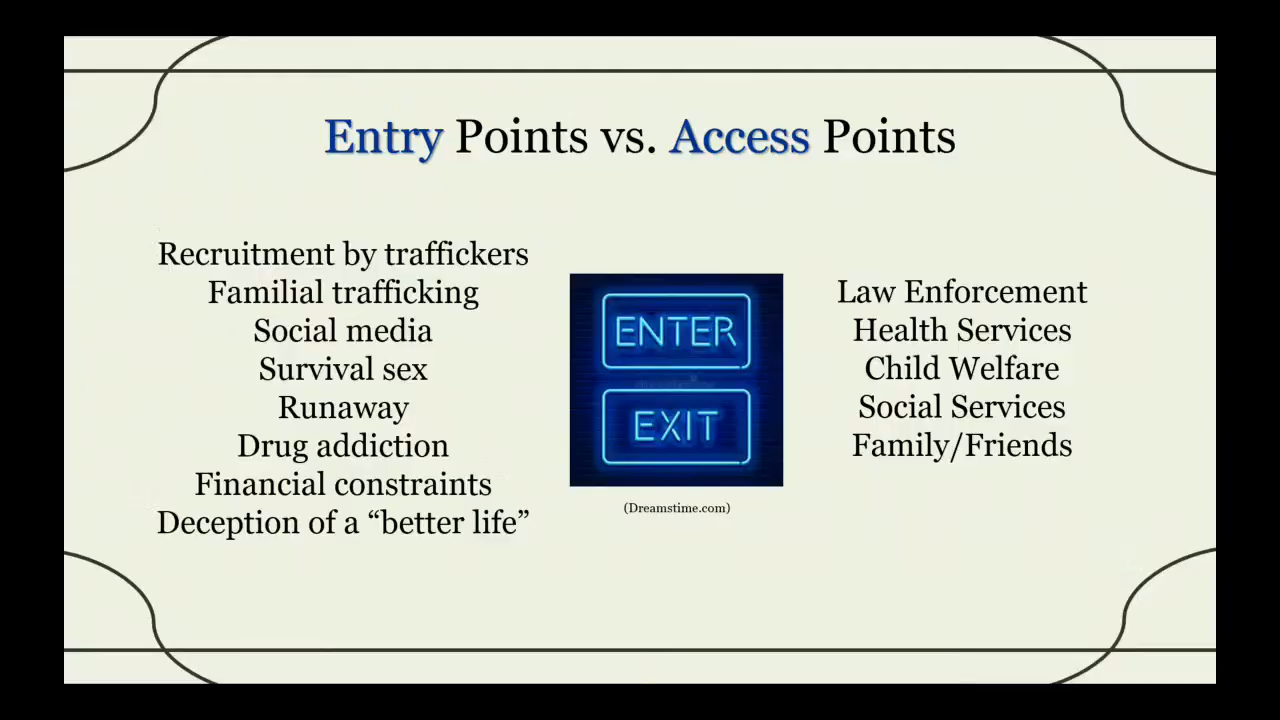 Entry Points vs. Access Points
Recruitment by traffickers
Familial trafficking
Social media
Survival sex
Runaway
Drug addiction
Financial constraints
Deception of a “better life”
ENTER
EXIT
(Dreamstime.com)
Law Enforcement
Health Services
Child Welfare
Social Services
Family/Friends